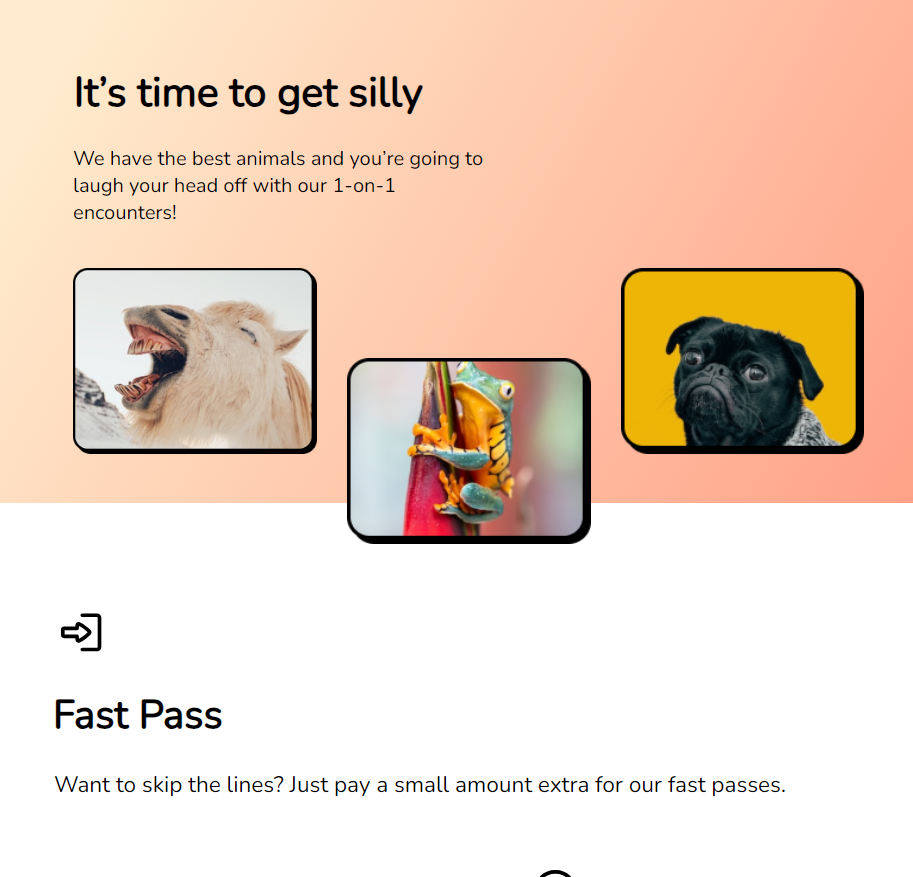 It’s time to get silly
We have the best animals and you’re going to
laugh your head off with our 1-on-1
encounters!
Fast Pass
Want to skip the lines? Just pay a small amount extra for our fast passes.